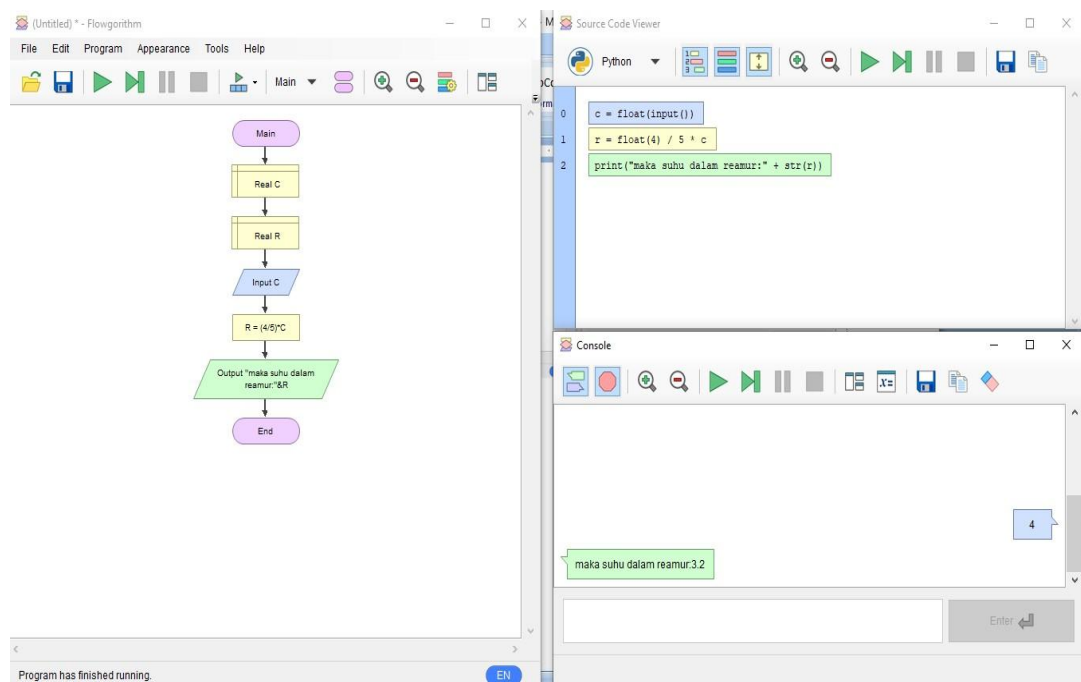 (Untitled) * - Flowgorithm
File Edit Program Appearance Tools Help
Main
Main
Real C
Real R
Input C
R = (4/5)*C
Output "maka suhu dalam
reamur:"&R
End
Program has finished running.
EN
M
Source Code Viewer
Python
0 c = float(input())
1 r = float(4) / 5 * c
2 print("maka suhu dalam reamur:" + str(r))
Console
4
maka suhu dalam reamur:3.2
Enter